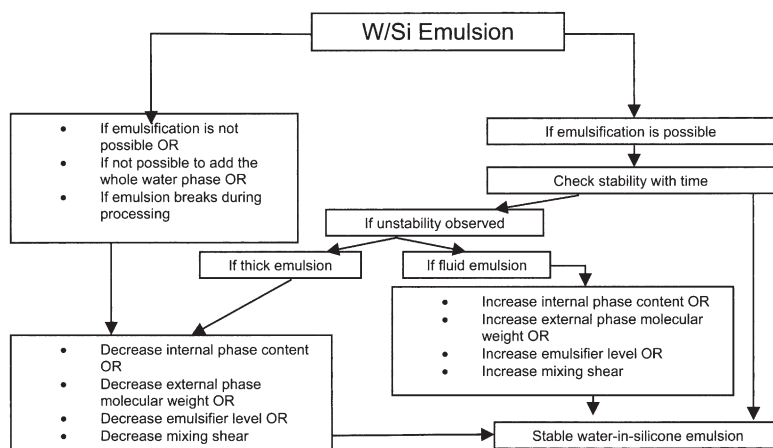 W/Si Emulsion
• If emulsification is not
possible OR
• If not possible to add the
whole water phase OR
• If emulsion breaks during
processing
If emulsification is possible
Check stability with time
If unstability observed
If thick emulsion
If fluid emulsion
• Increase internal phase content OR
• Increase external phase molecular
weight OR
• Increase emulsifier level OR
• Increase mixing shear
• Decrease internal phase content
OR
• Decrease external phase
molecular weight OR
• Decrease emulsifier level OR
• Decrease mixing shear
Stable water-in-silicone emulsion